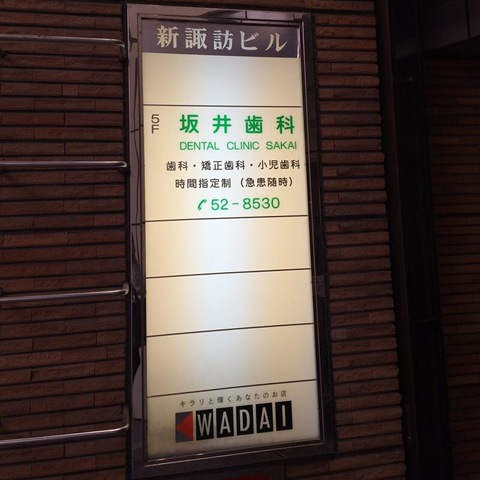 新諏訪ビル
5F 坂井歯科
DENTAL CLINIC SAKAI
歯科・矯正歯科・小児歯科
時間指定制 (急患随時)
52-8530
キラリと輝くあなたのお店
WADAI